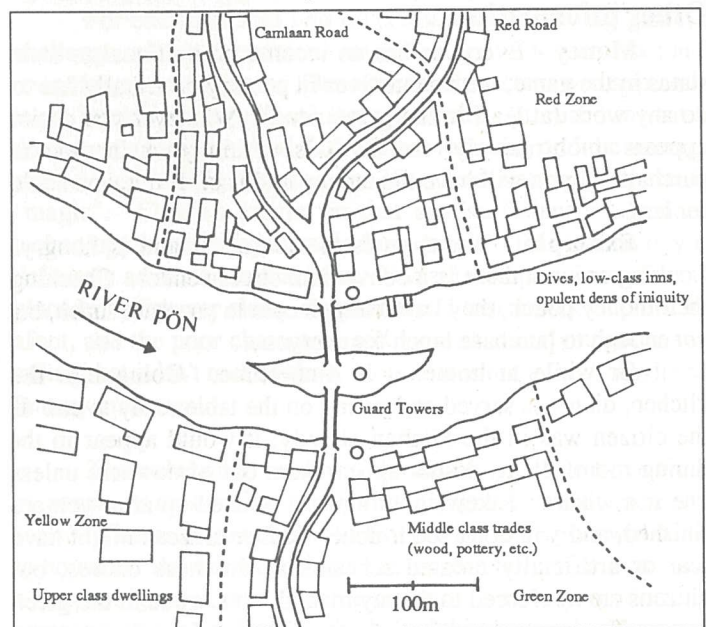 Camlaan Road
Red Road
Red Zone
Dives, low-class inns,
opulent dens of iniquity
RIVER PÖN
Guard Towers
Yellow Zone
Middle class trades
(wood, pottery, etc.)
Upper class dwellings
100m
Green Zone